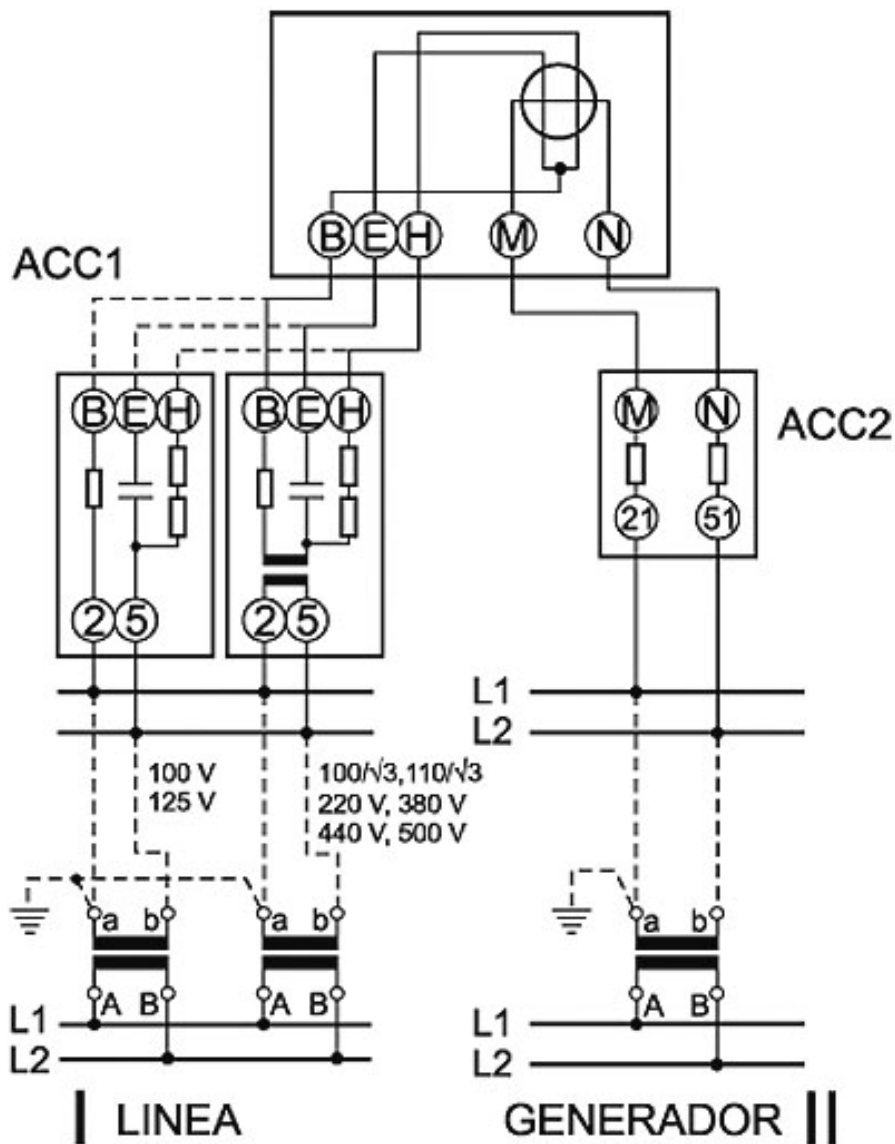 B E H M N
ACC1
B E H B E H M N
ACC2
21 51
2 5 2 5
L1
L2
100 V 100/√3,110/√3
125 V 220 V, 380 V
440 V, 500 V
a b a b a b
A B A B A B
L1 L1
L2 L2
I LINEA GENERADOR II